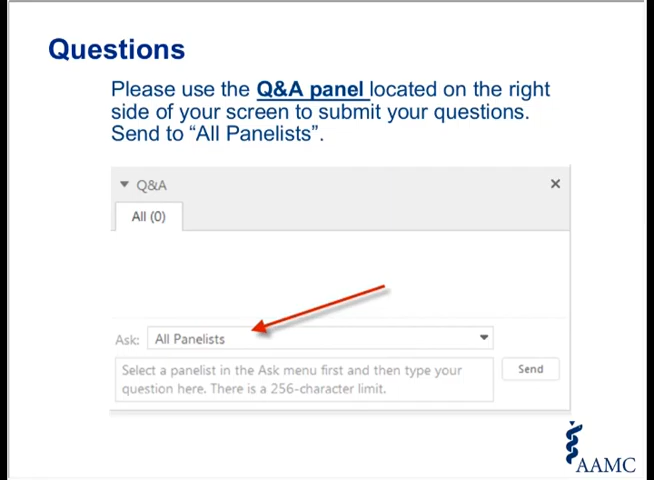 Questions
Please use the Q&A panel located on the right
side of your screen to submit your questions.
Send to “All Panelists”.
Q&A
All (0)
Ask: All Panelists
Select a panelist in the Ask menu first and then type your
question here. There is a 256-character limit.
Send
AAMC